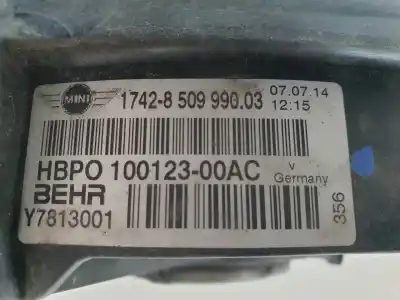 MINI
1742-8 509 990.03
07.07.14
12:15
HBPO 100123-00AC
V
Germany
BEHR
Y7813001
356